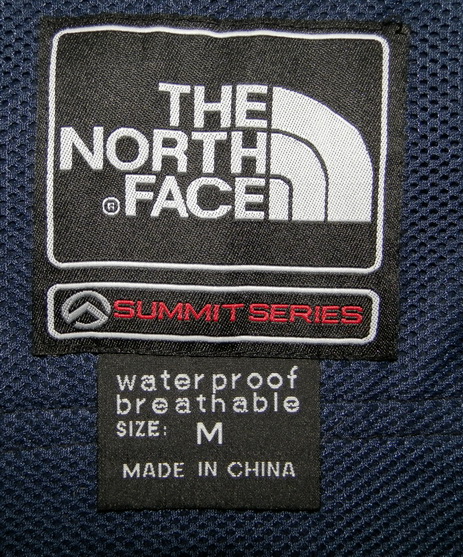 THE
NORTH
® FACE
SUMMIT SERIES
waterproof
breathable
SIZE: M
MADE IN CHINA